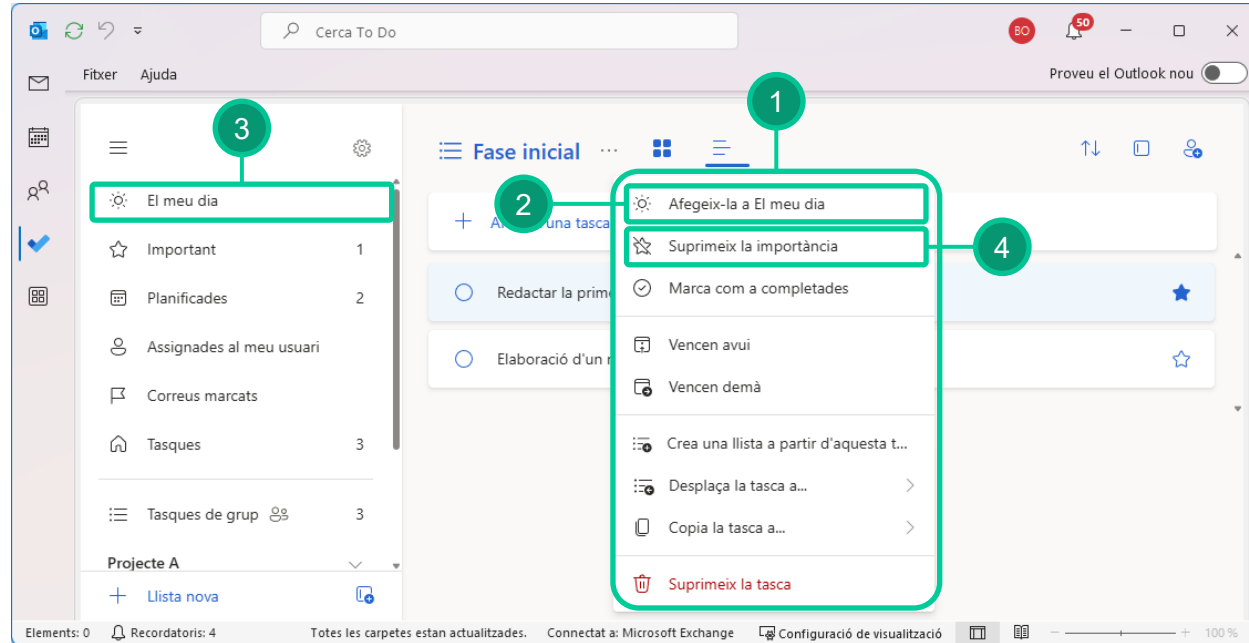 Cerca To Do
BO
50
Fitxer Ajuda
Proveu el Outlook nou
1
3
Fase inicial
El meu dia
2
Afegeix-la a El meu dia
una tasca
Important 1
Suprimeix la importància
4
Planificades 2
Redactar la prim
Marca com a completades
Assignades al meu usuari
Elaboració d'un
Vencen avui
Correus marcats
Vencen demà
Tasques 3
Crea una llista a partir d'aquesta t...
Desplaça la tasca a...
Tasques de grup 3
Copia la tasca a...
Projecte A
Suprimeix la tasca
Llista nova
Elements: 0 Recordatoris: 4 Totes les carpetes estan actualitzades. Connectat a: Microsoft Exchange Configuració de visualització 100 %